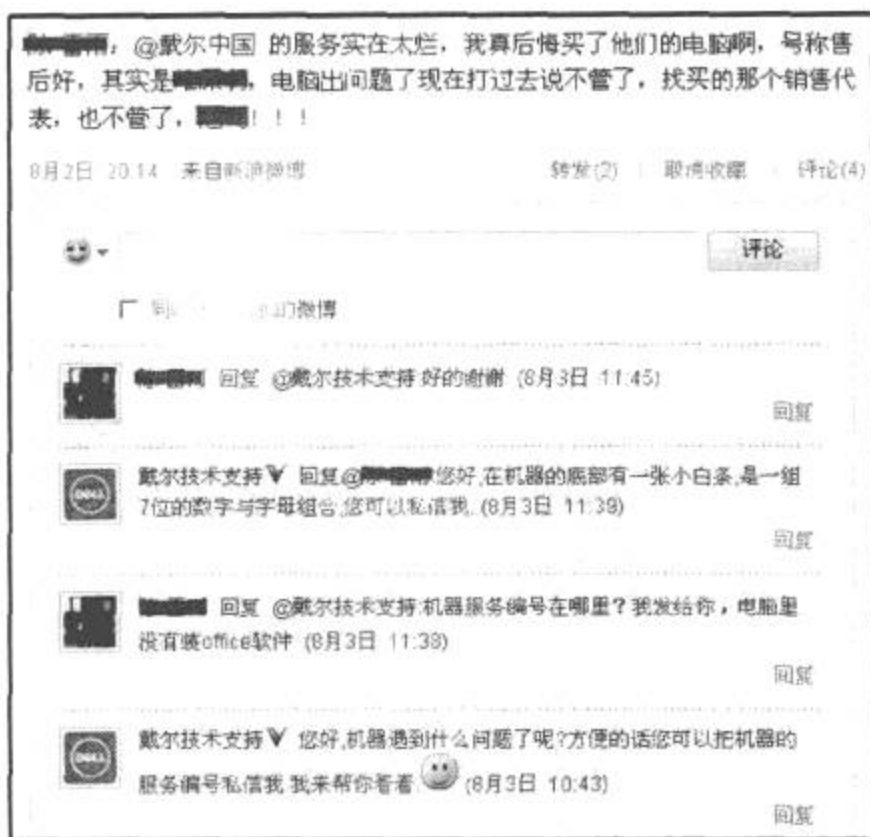 ：@戴尔中国 的服务实在太烂，我真后悔买了他们的电脑啊，号称售
后好，其实是，电脑出问题了现在打过去说不管了，找买的那个销售代
表，也不管了，！！！
8月2日 20:14 来自新浪微博 转发(2) 取消收藏 评论(4)
评论
的微博
回复 @戴尔技术支持:好的谢谢 (8月3日 11:45)
回复
DELL
戴尔技术支持V 回复@您好,在机器的底部有一张小白条,是一组
7位的数字与字母组合,您可以私信我. (8月3日 11:39)
回复
回复 @戴尔技术支持:机器服务编号在哪里？我发给你，电脑里
没有装office软件 (8月3日 11:38)
回复
DELL
戴尔技术支持V 您好,机器遇到什么问题了呢?方便的话您可以把机器的
服务编号私信我 我来帮你看看 (8月3日 10:43)
回复